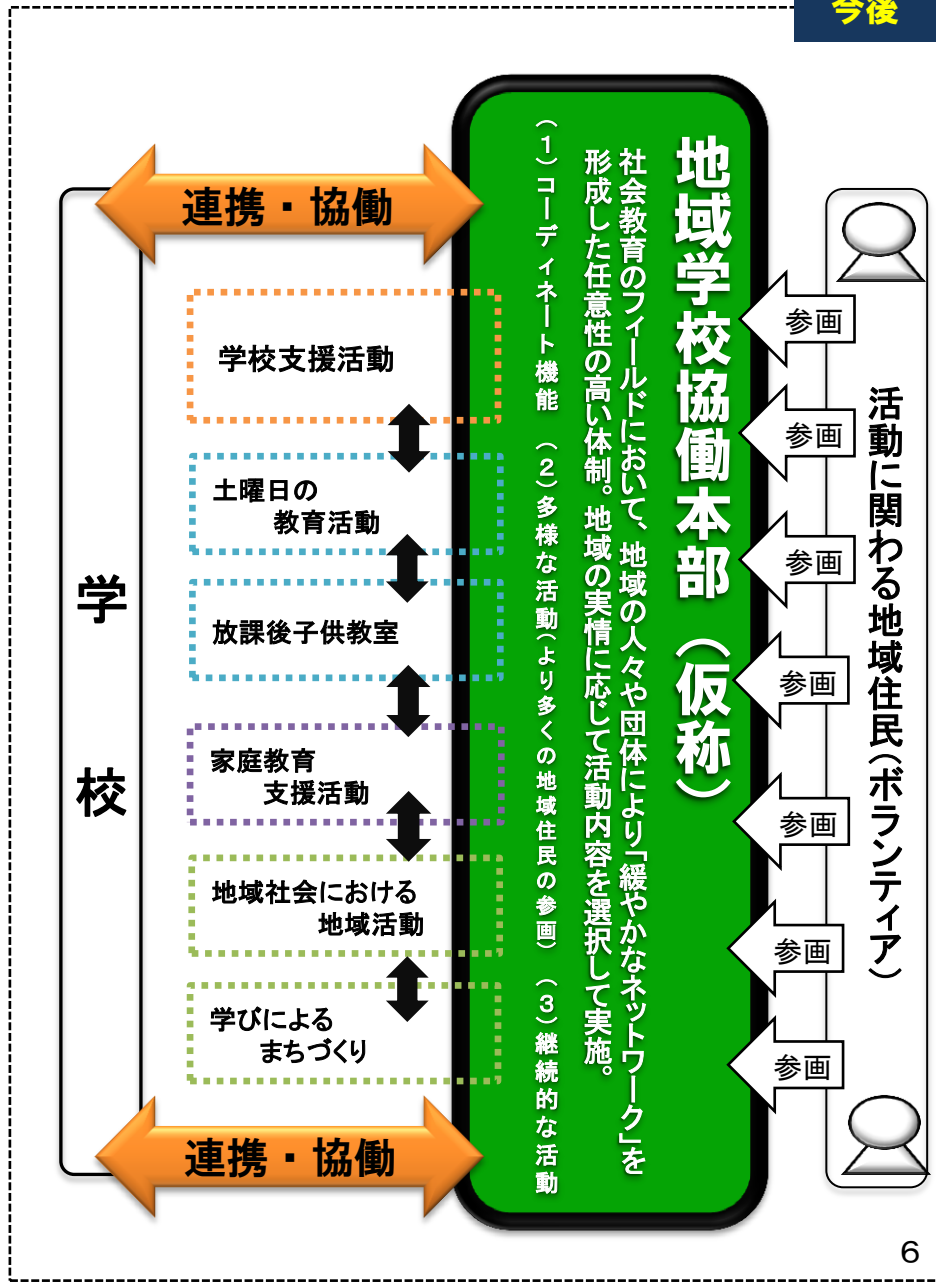 今後
地域学校協働本部（仮称）
社会教育のフィールドにおいて、地域の人々や団体により「緩やかなネットワーク」を
形成した任意性の高い体制。地域の実情に応じて活動内容を選択して実施。
（１）コーディネート機能　（２）多様な活動（より多くの地域住民の参画）　（３）継続的な活動
連携・協働
学校
学校支援活動
土曜日の
教育活動
放課後子供教室
家庭教育
支援活動
地域社会における
地域活動
学びによる
まちづくり
連携・協働
参画
参画
参画
参画
参画
参画
参画
活動に関わる地域住民（ボランティア）
6